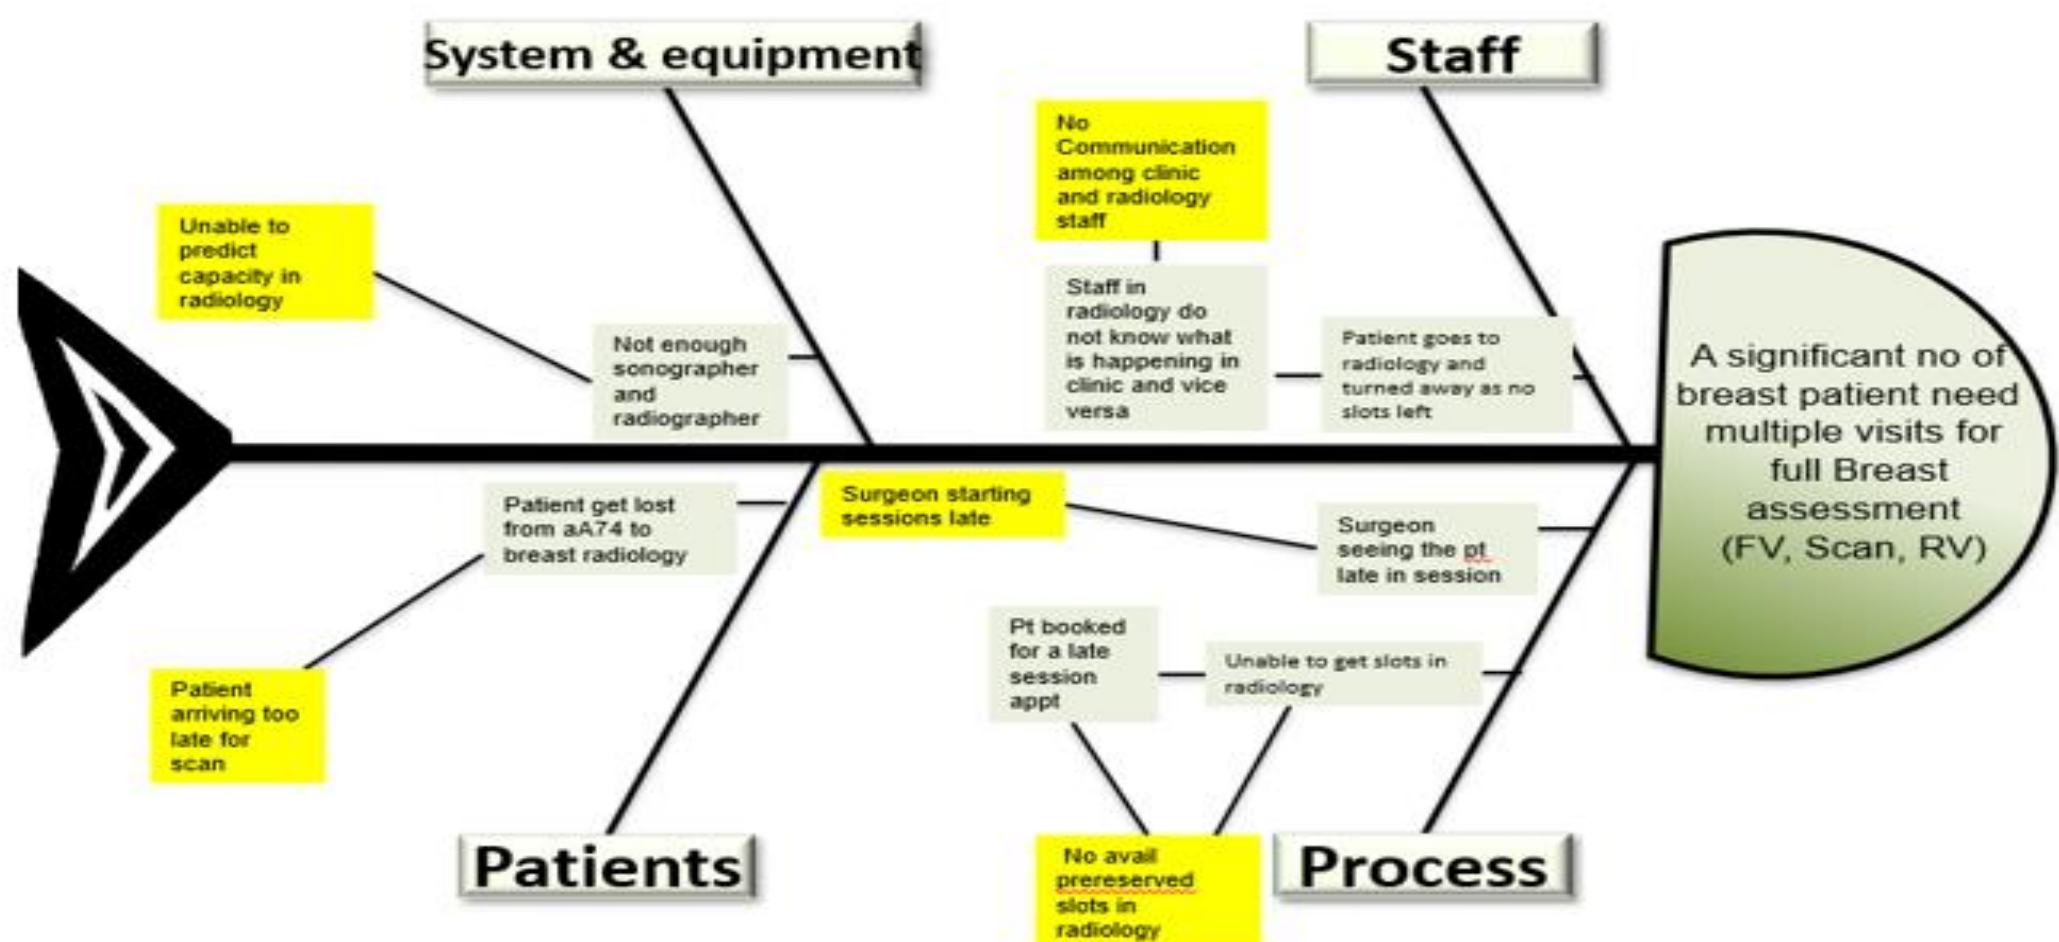 System & equipment
Staff
No
Communication
among clinic
and radiology
staff
Unable to
predict
capacity in
radiology
Staff in
radiology do
not know what
is happening in
clinic and vice
versa
Not enough
sonographer
and
radiographer
Patient goes to
radiology and
turned away as no
slots left
A significant no of
breast patient need
multiple visits for
full Breast
assessment
(FV, Scan, RV)
Patient get lost
from aA74 to
breast radiology
Surgeon starting
sessions late
Surgeon
seeing the pt
late in session
Pt booked
for a late
session
appt
Unable to get slots in
radiology
Patient
arriving too
late for
scan
No avail
prereserved
slots in
radiology
Patients
Process